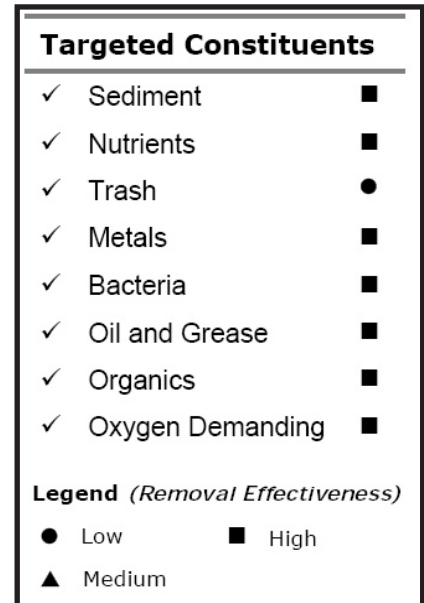 Targeted Constituents
✓ Sediment ■
✓ Nutrients ■
✓ Trash ●
✓ Metals ■
✓ Bacteria ■
✓ Oil and Grease ■
✓ Organics ■
✓ Oxygen Demanding ■
Legend (Removal Effectiveness)
● Low ■ High
▲ Medium